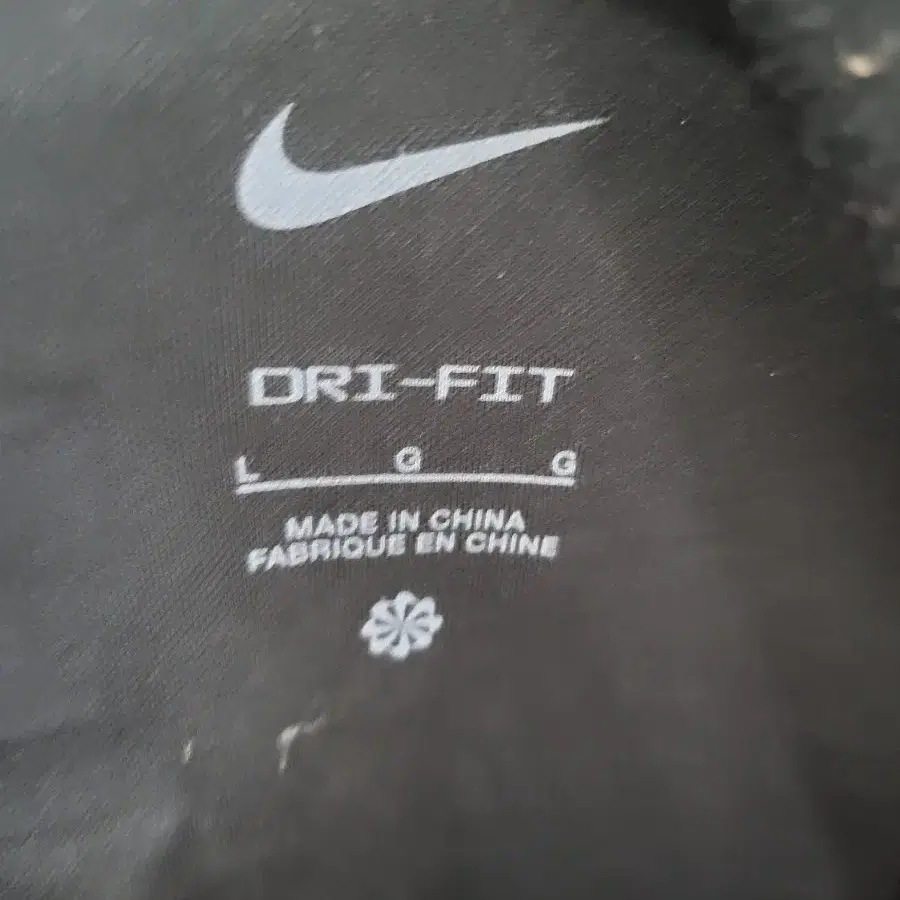 DRI-FIT
L G G
MADE IN CHINA
FABRIQUE EN CHINE